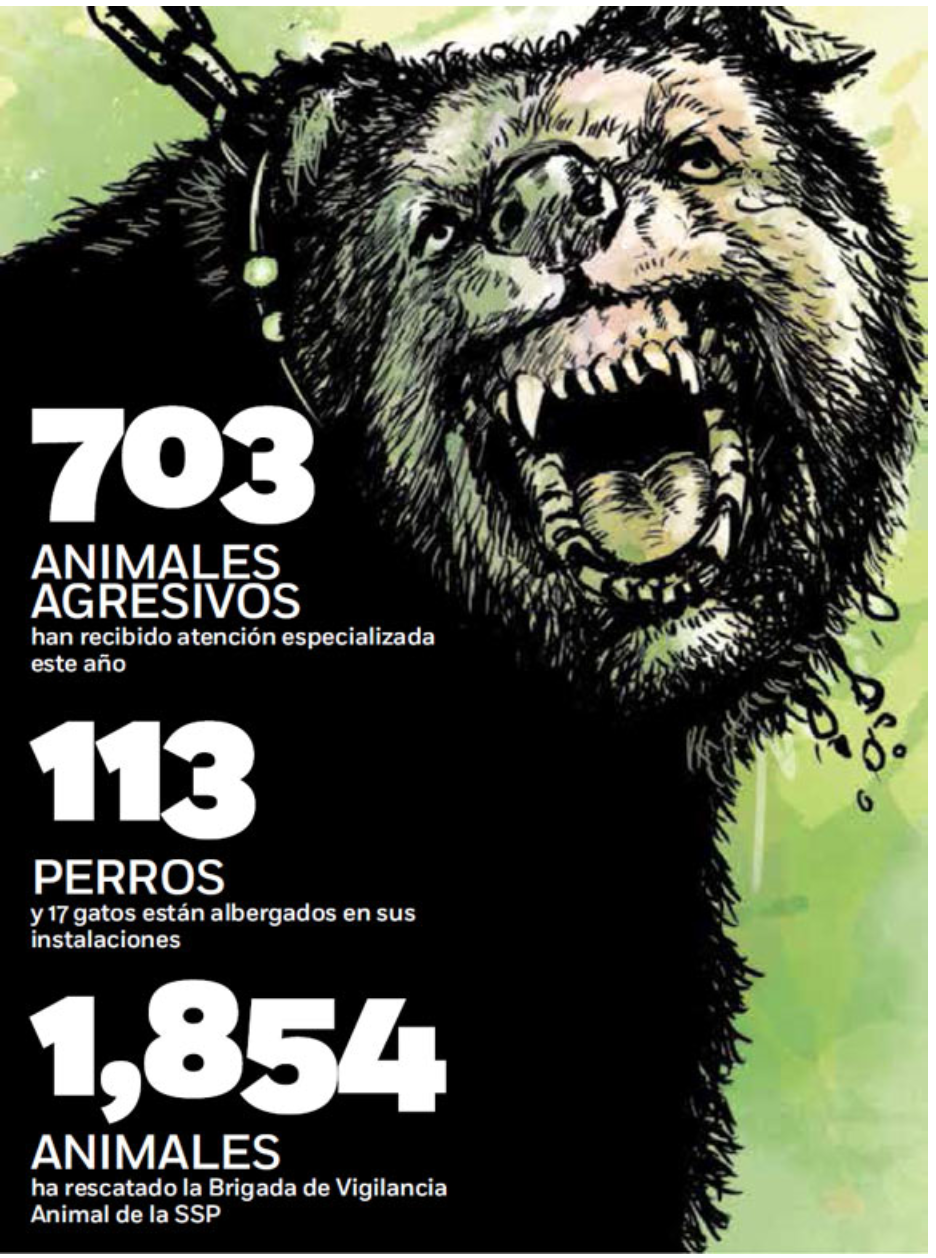 703
ANIMALES
AGRESIVOS
han recibido atención especializada
este año
113
PERROS
y 17 gatos están albergados en sus
instalaciones
1,854
ANIMALES
ha rescatado la Brigada de Vigilancia
Animal de la SSP